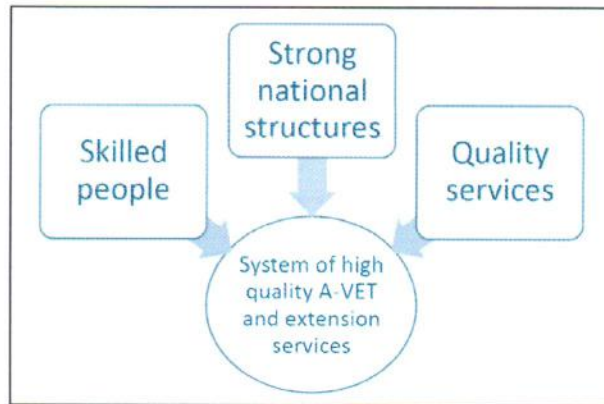 Strong
national
structures
Skilled
people
Quality
services
System of high
quality A-VET
and extension
services